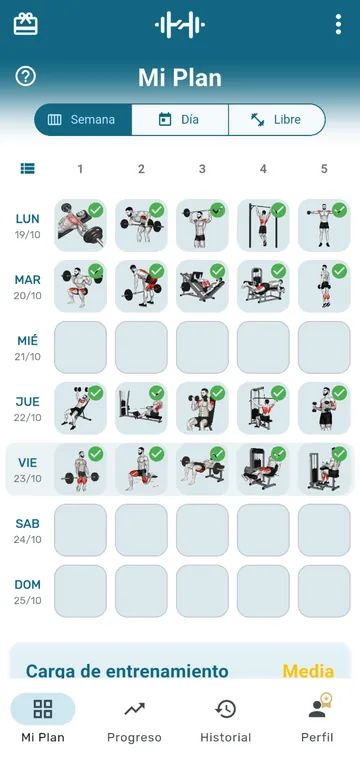 Mi Plan
Semana
Día
Libre
1 2 3 4 5
LUN
19/10
MAR
20/10
MIÉ
21/10
JUE
22/10
VIE
23/10
SAB
24/10
DOM
25/10
Carga de entrenamiento Media
Mi Plan Progreso Historial Perfil